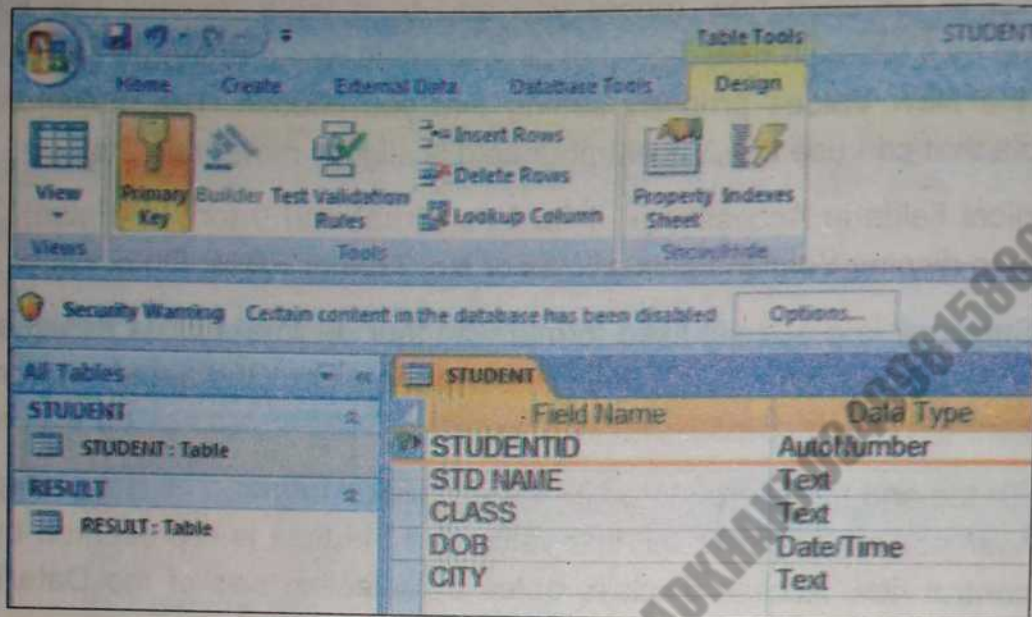 Table Tools STUDENT
Home Create External Data Database Tools Design
View
Primary Key
Builder
Test Validation Rules
Insert Rows
Delete Rows
Lookup Column
Property Sheet
Indexes
Views Tools Show/Hide
Security Warning Certain content in the database has been disabled Options...
All Tables
STUDENT
STUDENT : Table
RESULT
RESULT : Table
STUDENT
Field Name Data Type
STUDENTID AutoNumber
STD NAME Text
CLASS Text
DOB Date/Time
CITY Text